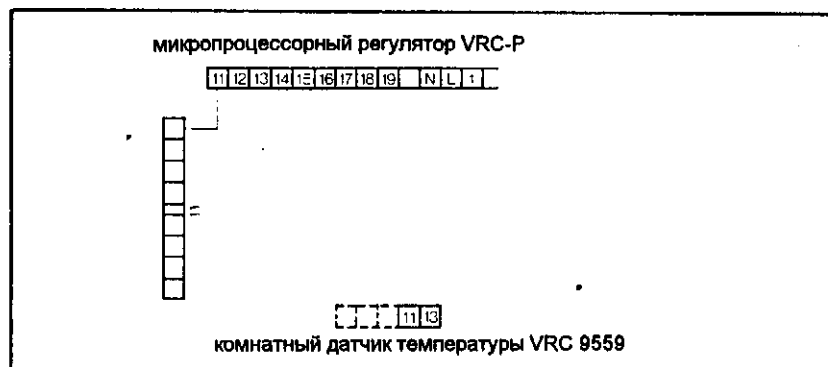 микропроцессорный регулятор VRC-P
11 12 13 14 15 16 17 18 19 N L 1
11 13
комнатный датчик температуры VRC 9559